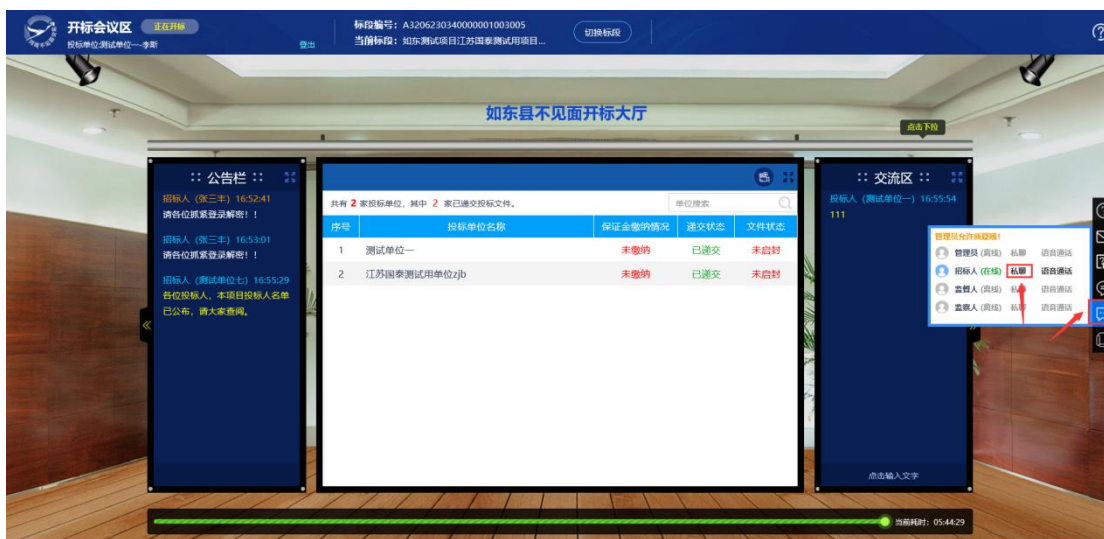 开标会议区 正在开标
投标单位:测试单位一-李斯 登出
标段编号: A3206230340000001003005
当前标段: 如东测试项目江苏国泰测试用项目...
切换标段
如东县不见面开标大厅
点击下拉
:: 公告栏 ::
招标人 (张三丰) 16:52:41
请各位抓紧登录解密! !
招标人 (张三丰) 16:53:01
请各位抓紧登录解密! !
招标人 (测试单位七) 16:55:29
各位投标人, 本项目投标人名单
已公布, 请大家查阅。
共有 2 家投标单位, 其中 2 家已递交投标文件。
单位搜索
序号 投标单位名称 保证金缴纳情况 递交状态 文件状态
1 测试单位一 未缴纳 已递交 未启封
2 江苏国泰测试用单位zjb 未缴纳 已递交 未启封
:: 交流区 ::
投标人 (测试单位一) 16:55:54
111
管理员 (离线) 私聊 语音通话
招标人 (在线) 私聊 语音通话
监督人 (离线) 私聊 语音通话
监察人 (离线) 私聊 语音通话
点击输入文字
当前耗时: 05:44:29